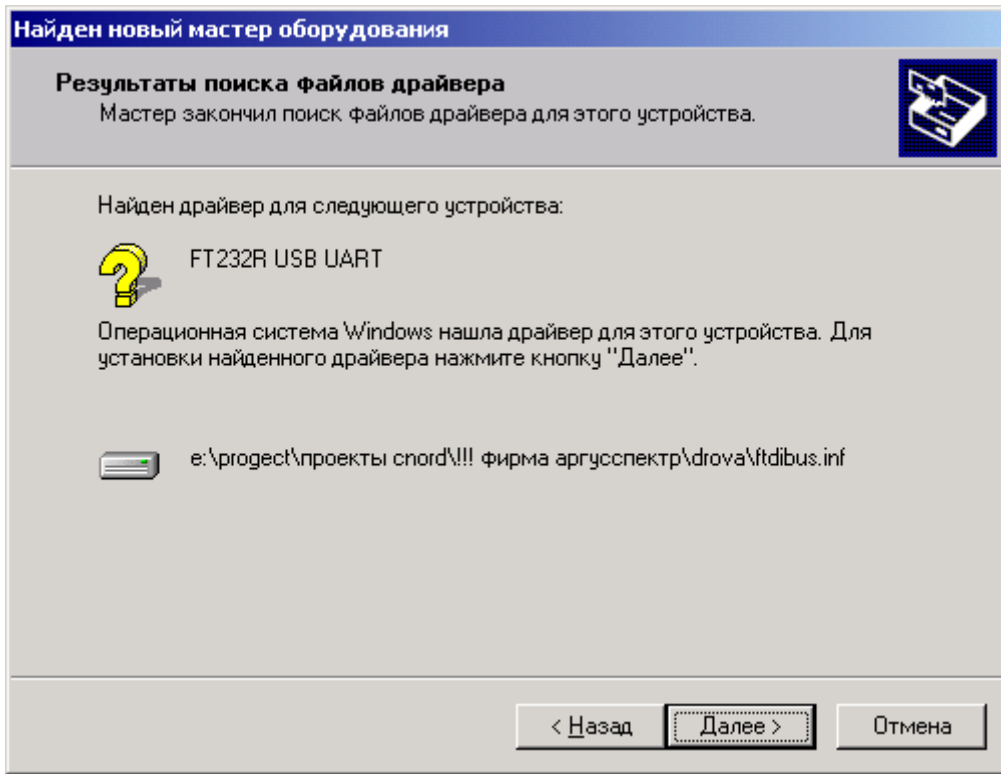 Найден новый мастер оборудования
Результаты поиска файлов драйвера
Мастер закончил поиск файлов драйвера для этого устройства.
Найден драйвер для следующего устройства:
FT232R USB UART
Операционная система Windows нашла драйвер для этого устройства. Для
установки найденного драйвера нажмите кнопку "Далее".
e:\progect\проекты cnord\!!! фирма аргусспектр\drova\ftdibus.inf
< Назад Далее > Отмена